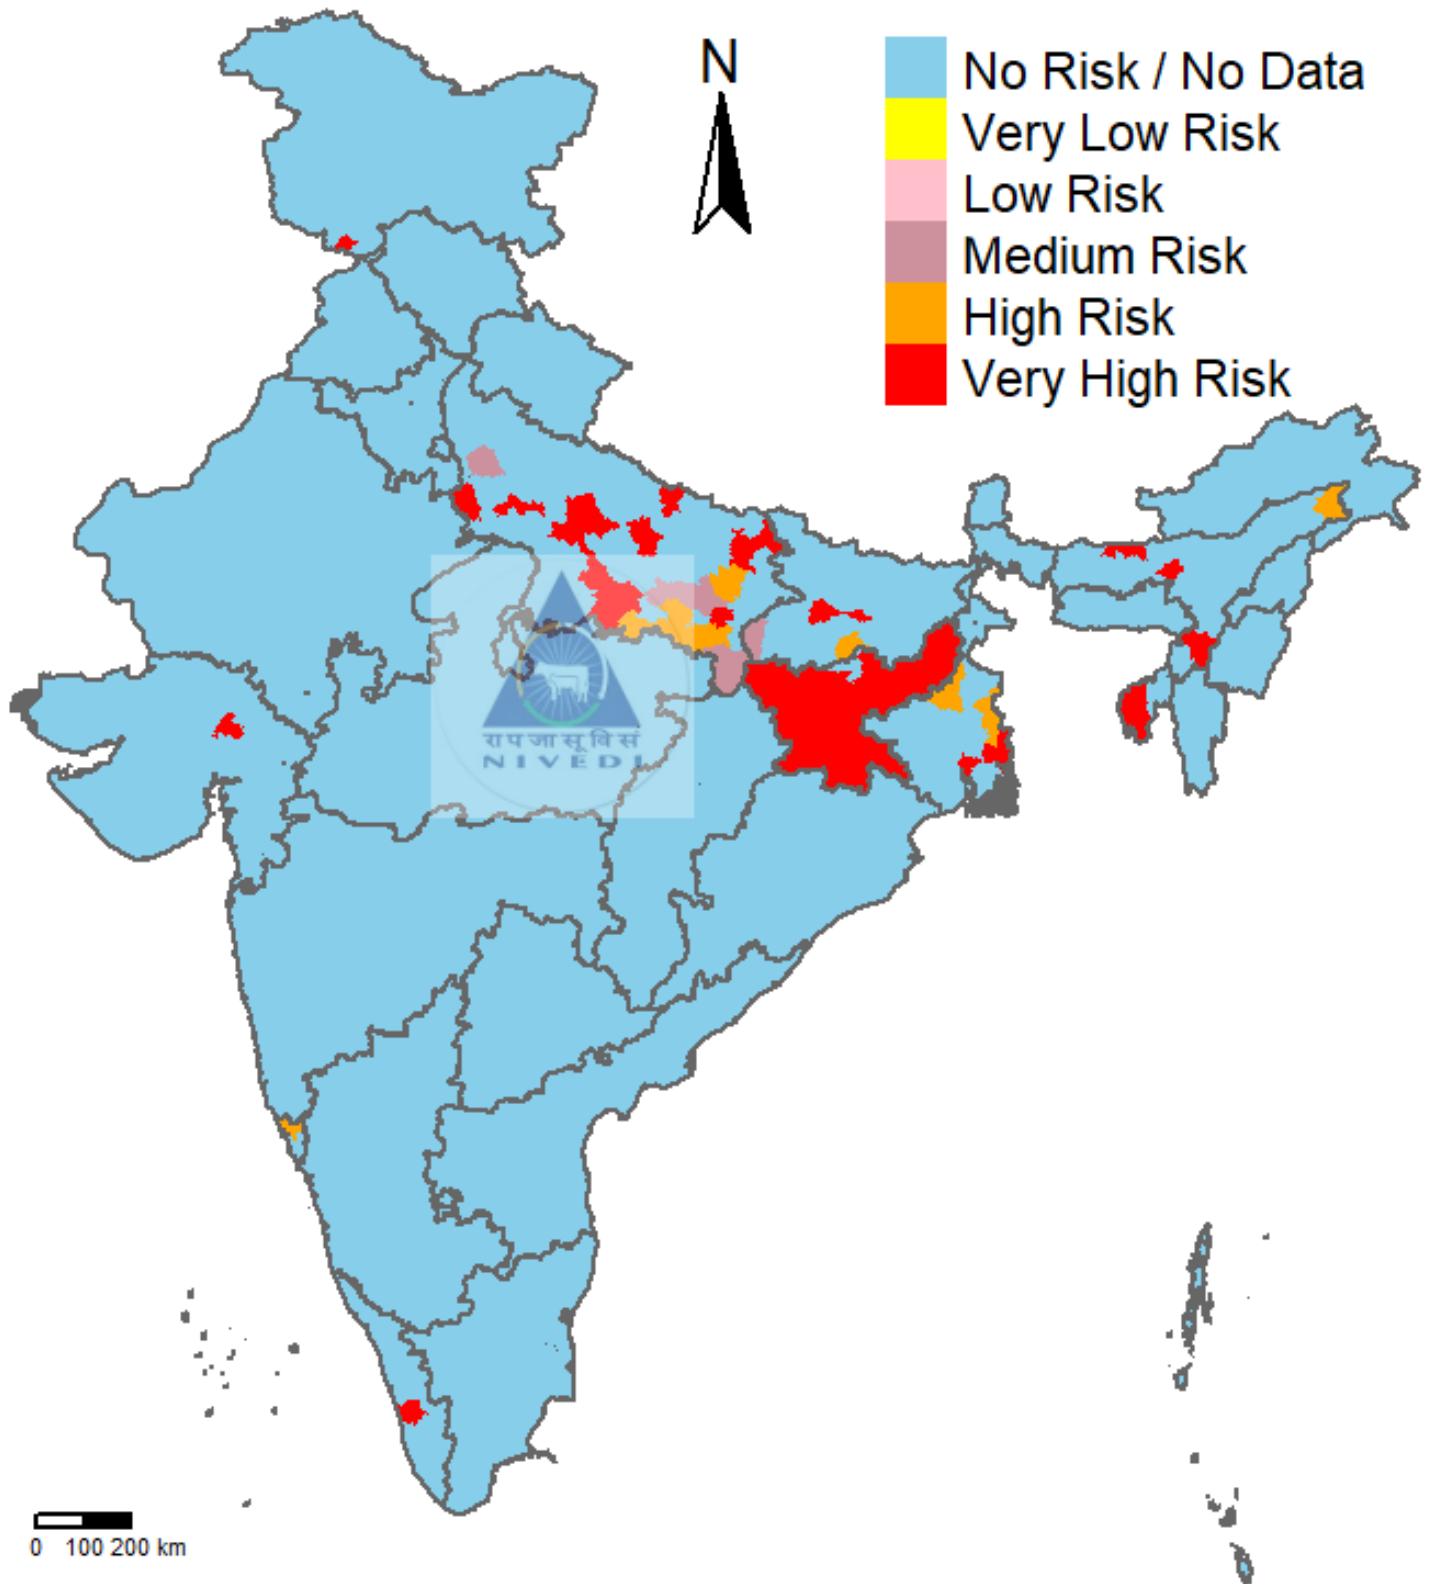 N
No Risk / No Data
Very Low Risk
Low Risk
Medium Risk
High Risk
Very High Risk
रा प जा सू वि सं
NIVEDI
0 100 200 km